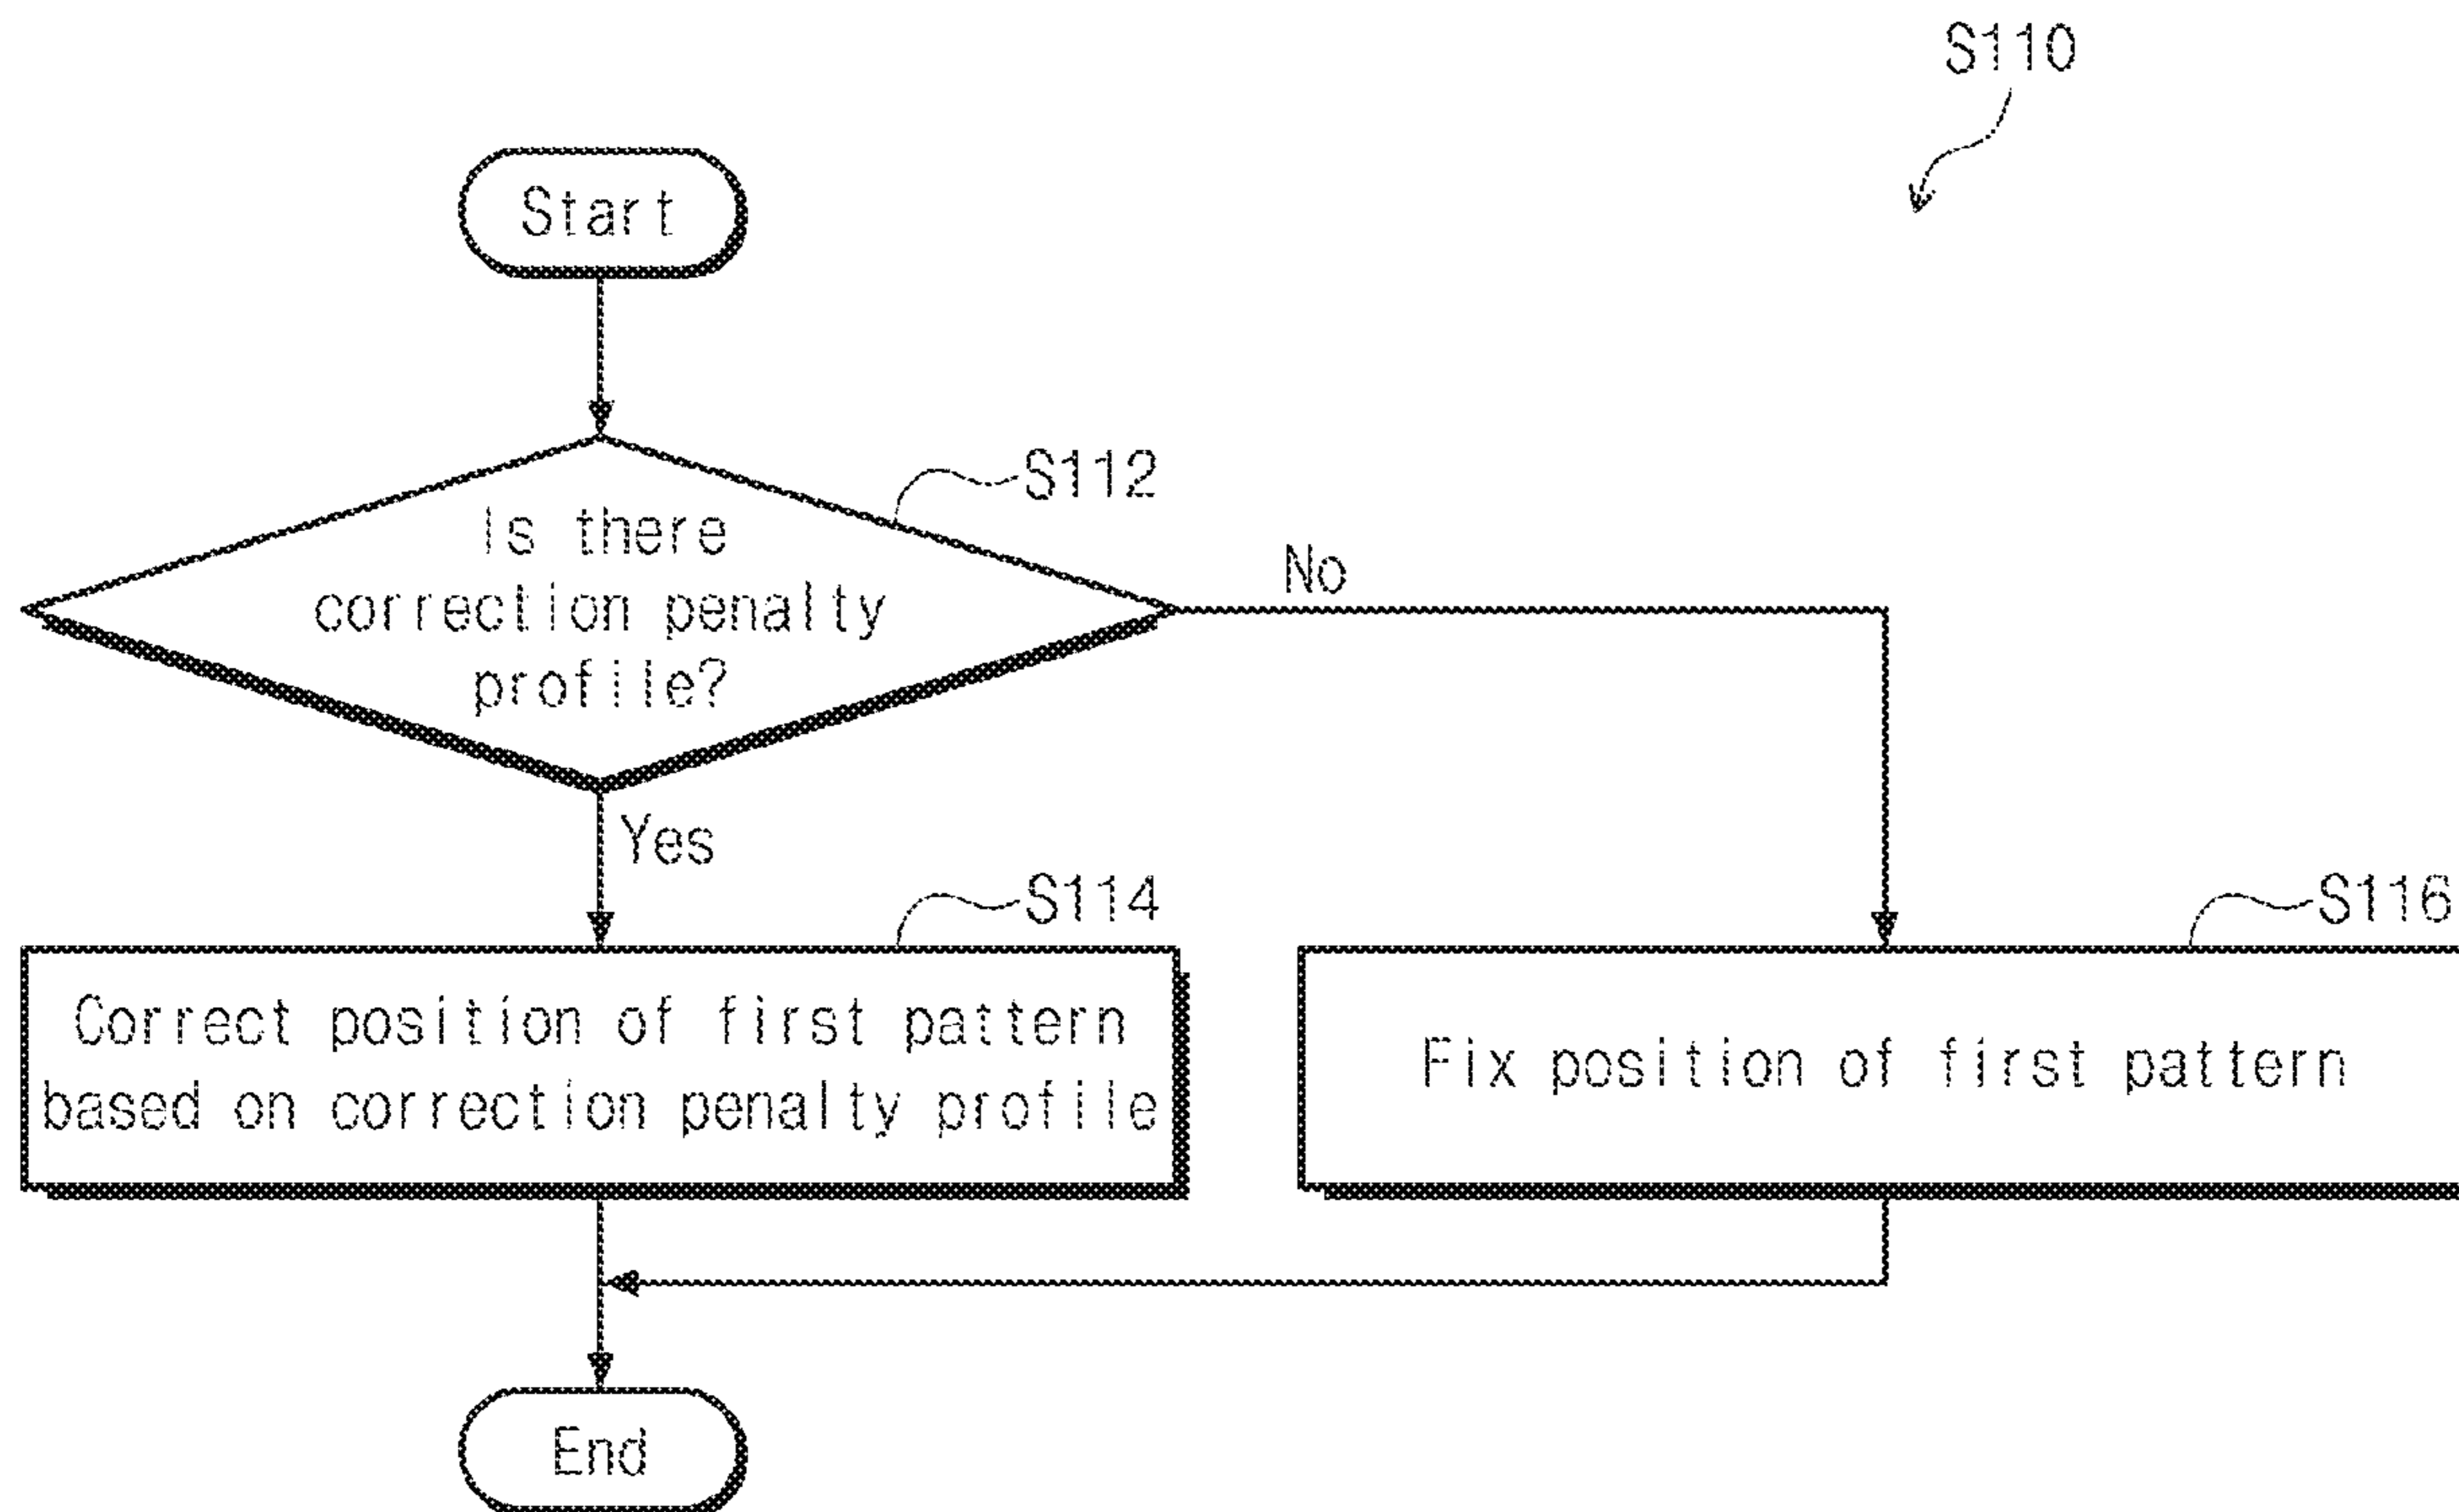 S110
Start
S112
Is there
correction penalty
profile?
No
Yes
S114
S116
Correct position of first pattern
based on correction penalty profile
Fix position of first pattern
End